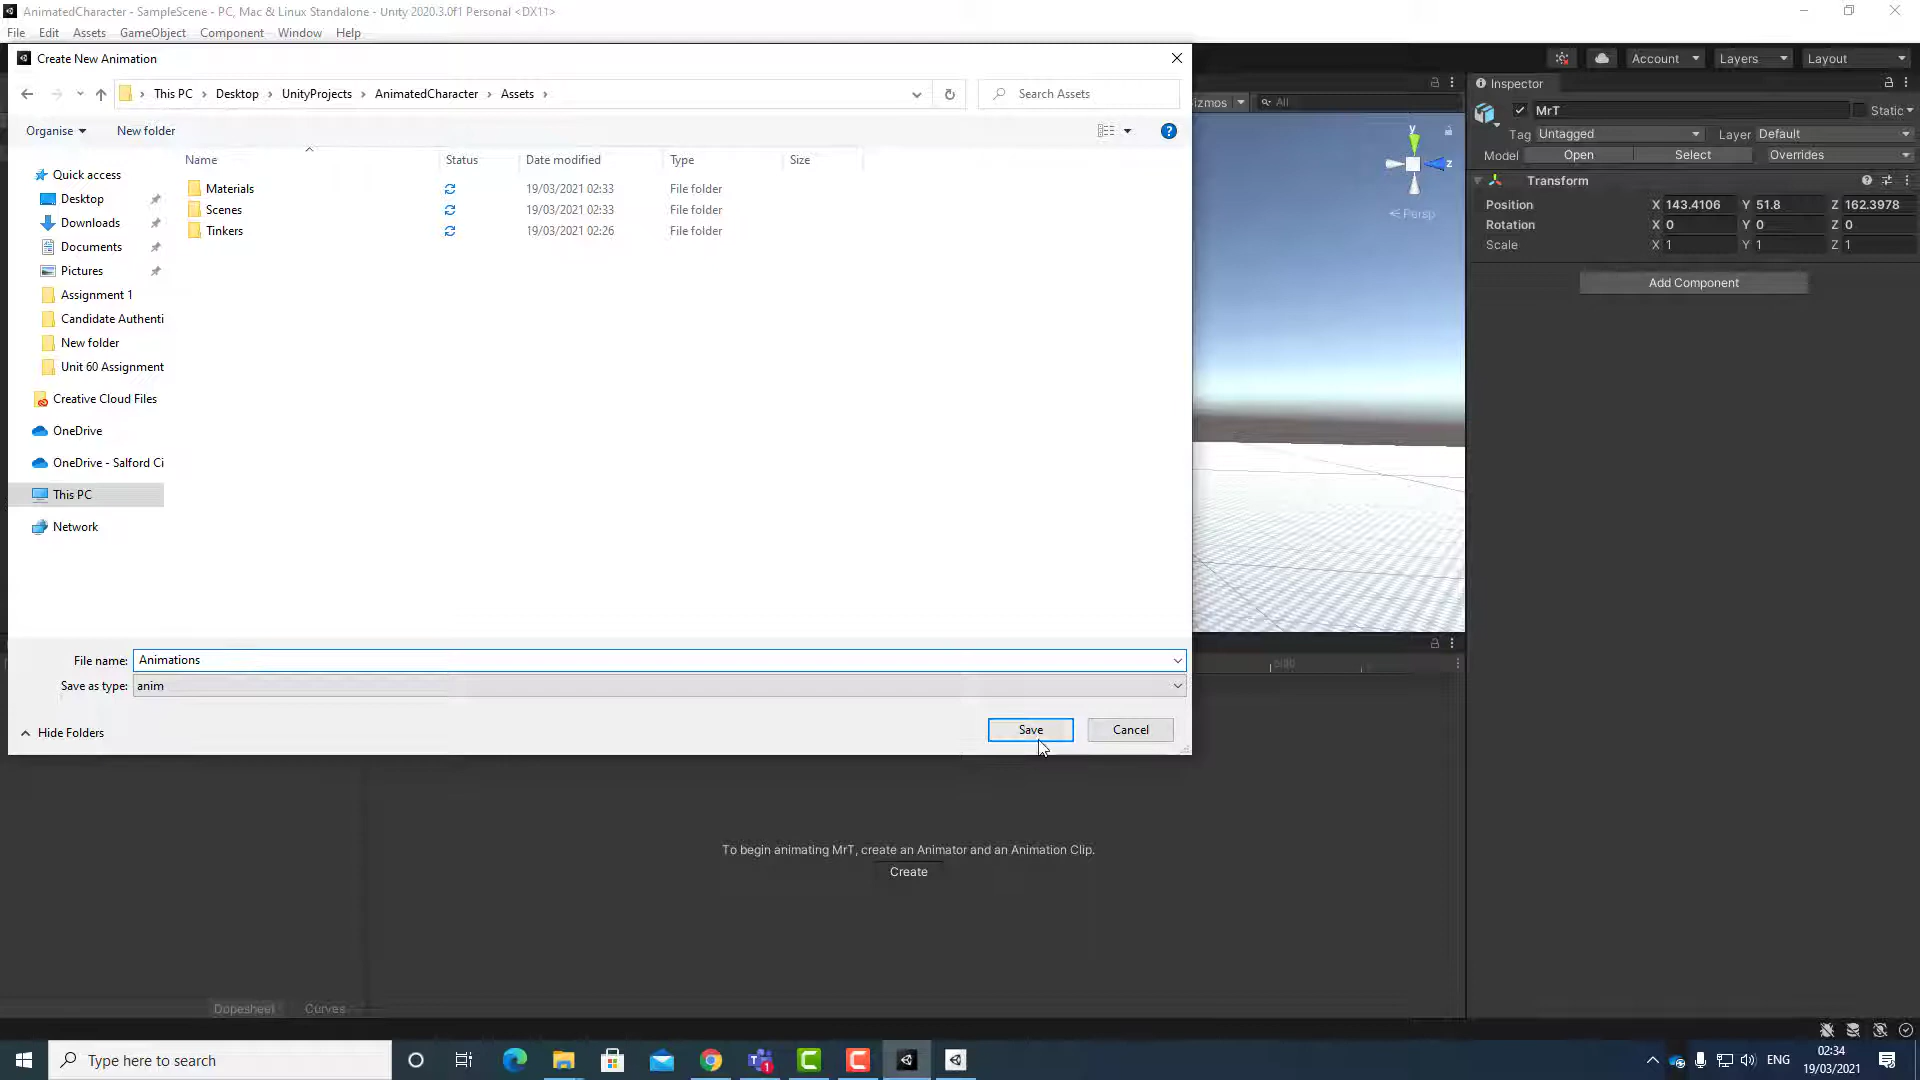 AnimatedCharacter - SampleScene - PC, Mac & Linux Standalone - Unity 2020.3.0f1 Personal <DX11>
File Edit Assets GameObject Component Window Help
Create New Animation
Account Layers Layout
This PC › Desktop › UnityProjects › AnimatedCharacter › Assets ›
Search Assets
Gizmos All
Inspector
MrT Static
Tag Untagged Layer Default
Model Open Select Overrides
Transform
Position X 143.4106 Y 51.8 Z 162.3978
Rotation X 0 Y 0 Z 0
Scale X 1 Y 1 Z 1
Add Component
Organise New folder
Name Status Date modified Type Size
Materials 19/03/2021 02:33 File folder
Scenes 19/03/2021 02:33 File folder
Tinkers 19/03/2021 02:26 File folder
Quick access
Desktop
Downloads
Documents
Pictures
Assignment 1
Candidate Authenti
New folder
Unit 60 Assignment
Creative Cloud Files
OneDrive
OneDrive - Salford Ci
This PC
Network
y
z
Persp
File name: Animations
Save as type: anim
Hide Folders
Save Cancel
To begin animating MrT, create an Animator and an Animation Clip.
Create
Dopesheet Curves
Type here to search
1
ENG
02:34
19/03/2021